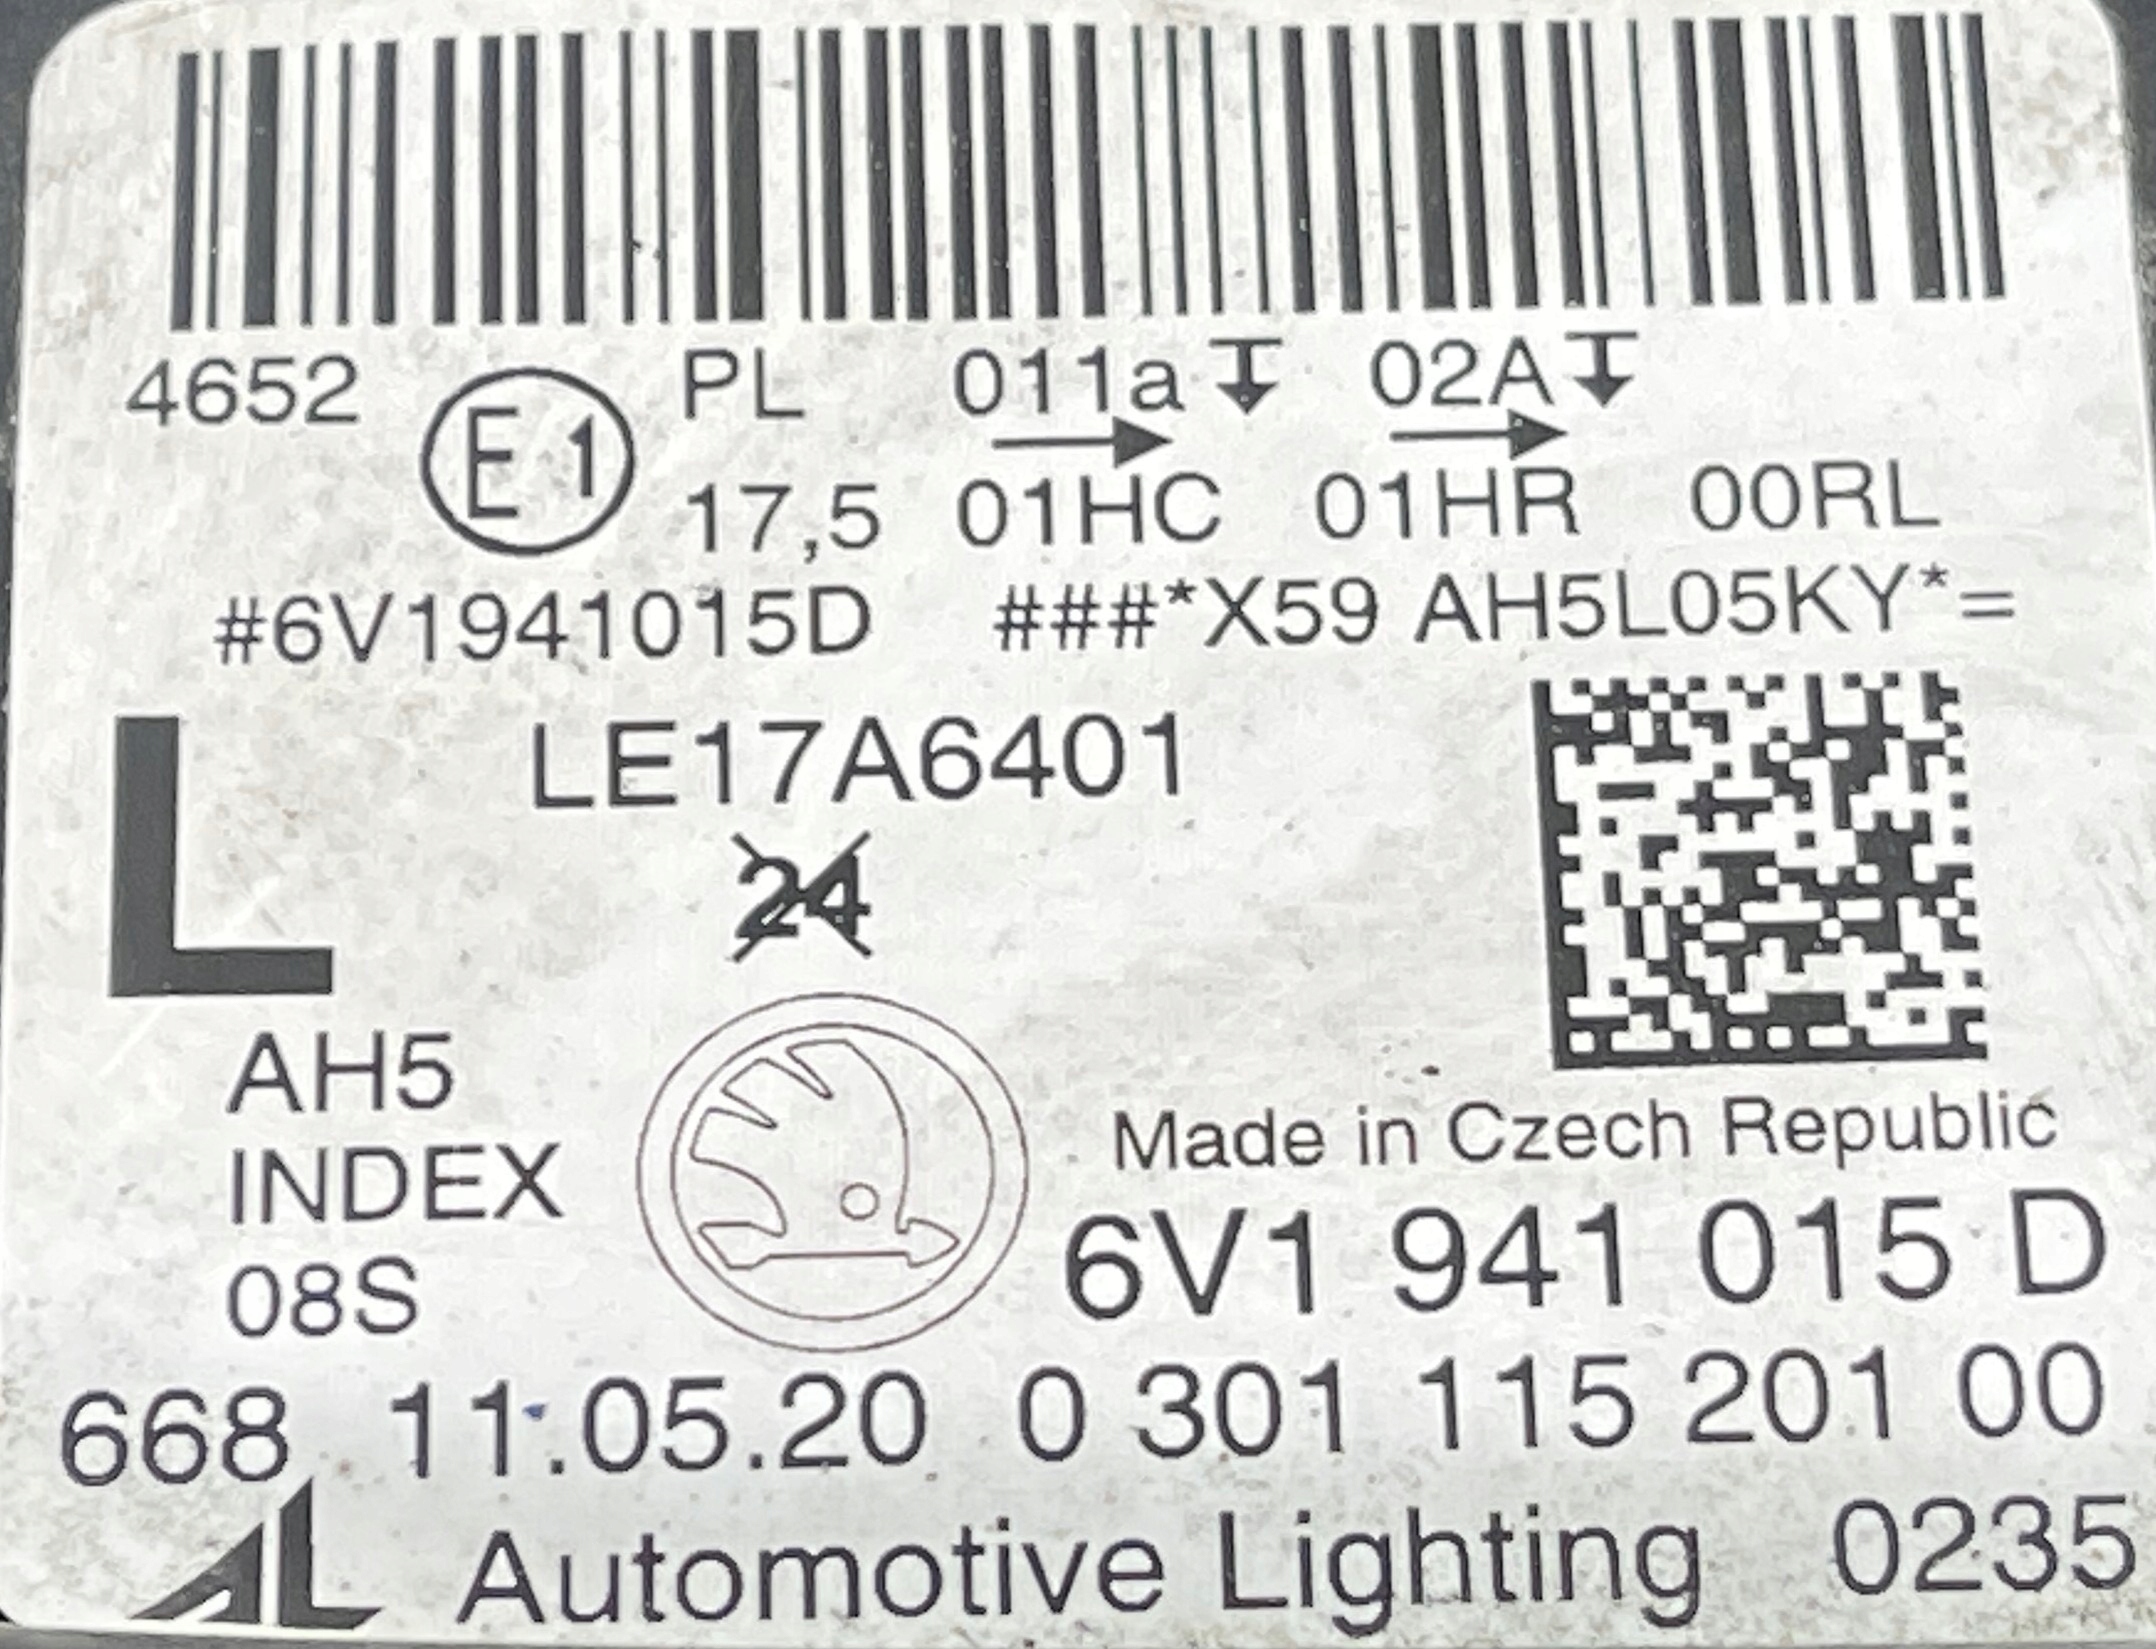 4652 E1 PL 011a 02A
17,5 01HC 01HR 00RL
#6V1941015D ###*X59 AH5L05KY*=
L LE17A6401
24
AH5
INDEX
08S
Made in Czech Republic
6V1 941 015 D
668 11.05.20 0 301 115 201 00
AL Automotive Lighting 0235